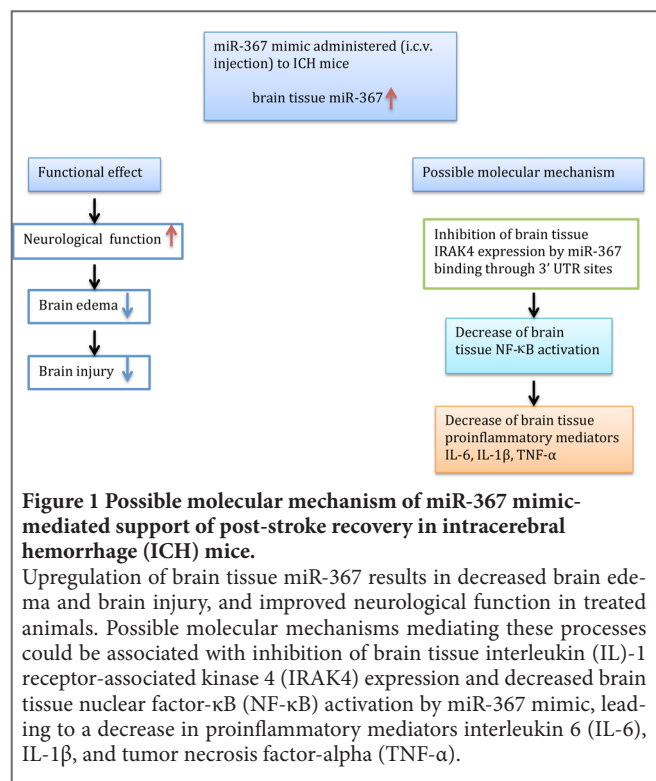 miR-367 mimic administered (i.c.v.
injection) to ICH mice
brain tissue miR-367
Functional effect
Neurological function
Brain edema
Brain injury
Possible molecular mechanism
Inhibition of brain tissue
IRAK4 expression by miR-367
binding through 3' UTR sites
Decrease of brain
tissue NF-κB activation
Decrease of brain tissue
proinflammatory mediators
IL-6, IL-1β, TNF-α
Figure 1 Possible molecular mechanism of miR-367 mimic-
mediated support of post-stroke recovery in intracerebral
hemorrhage (ICH) mice.
Upregulation of brain tissue miR-367 results in decreased brain ede-
ma and brain injury, and improved neurological function in treated
animals. Possible molecular mechanisms mediating these processes
could be associated with inhibition of brain tissue interleukin (IL)-1
receptor-associated kinase 4 (IRAK4) expression and decreased brain
tissue nuclear factor-κB (NF-κB) activation by miR-367 mimic, lead-
ing to a decrease in proinflammatory mediators interleukin 6 (IL-6),
IL-1β, and tumor necrosis factor-alpha (TNF-α).